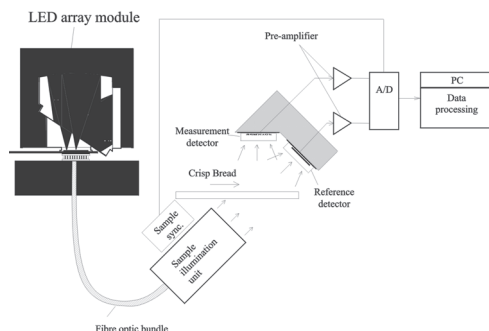 LED array module
Pre-amplifier
A/D
PC
Data
processing
Measurement
detector
Crisp Bread
Reference
detector
Sample
sync.
Sample
illumination
unit
Fibre optic bundle